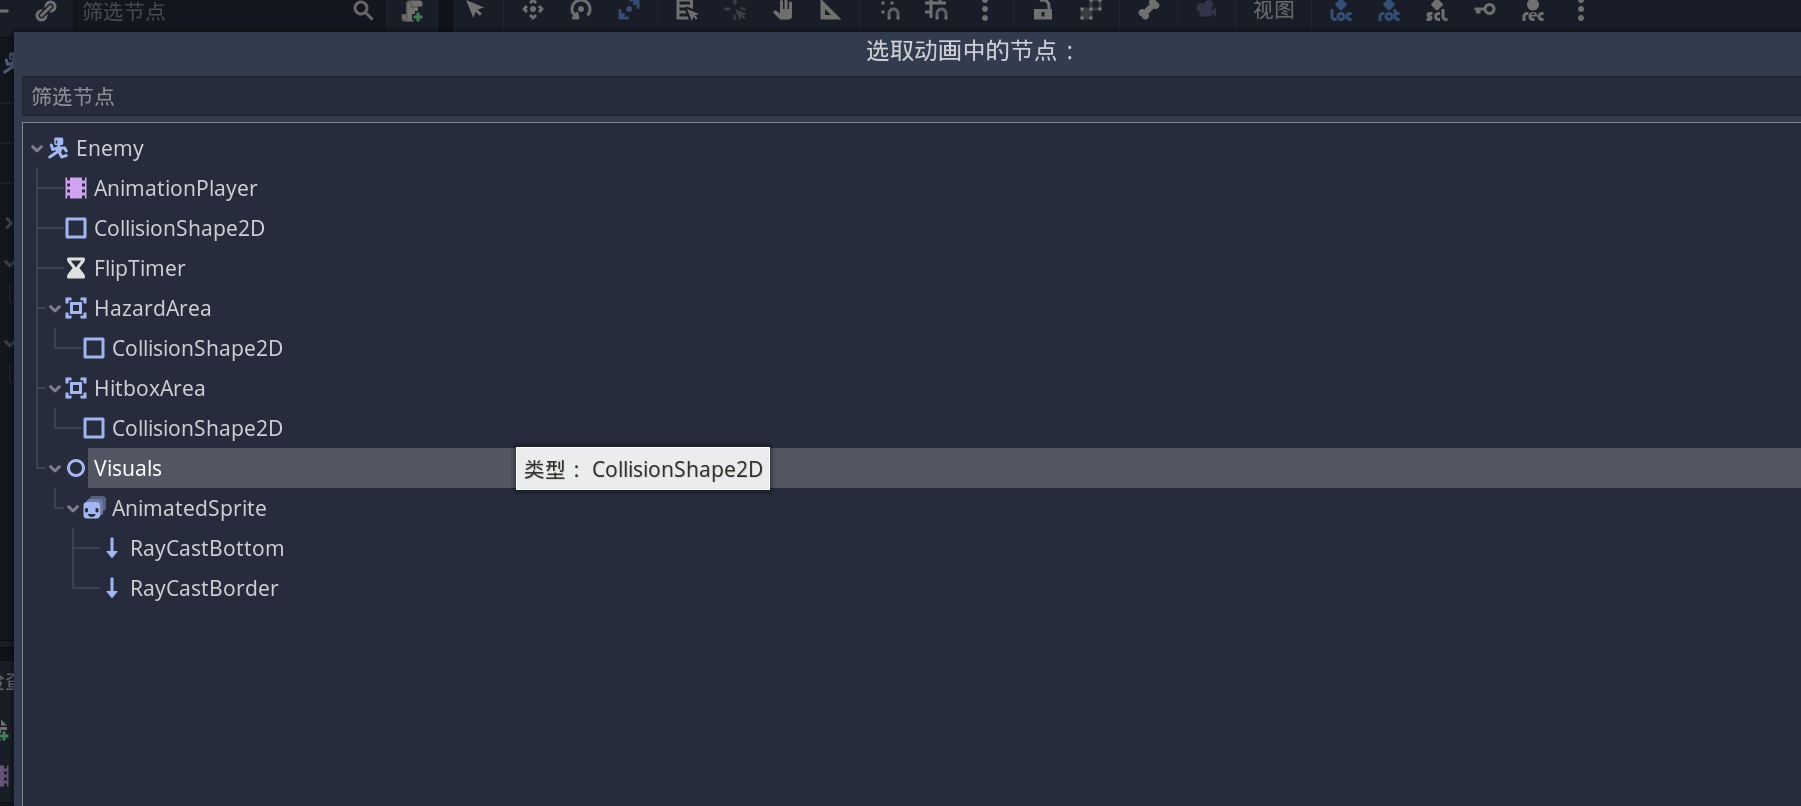 筛选节点
视图
Loc rot scl rec
选取动画中的节点：
筛选节点
Enemy
AnimationPlayer
CollisionShape2D
FlipTimer
HazardArea
CollisionShape2D
HitboxArea
CollisionShape2D
Visuals
类型： CollisionShape2D
AnimatedSprite
RayCastBottom
RayCastBorder